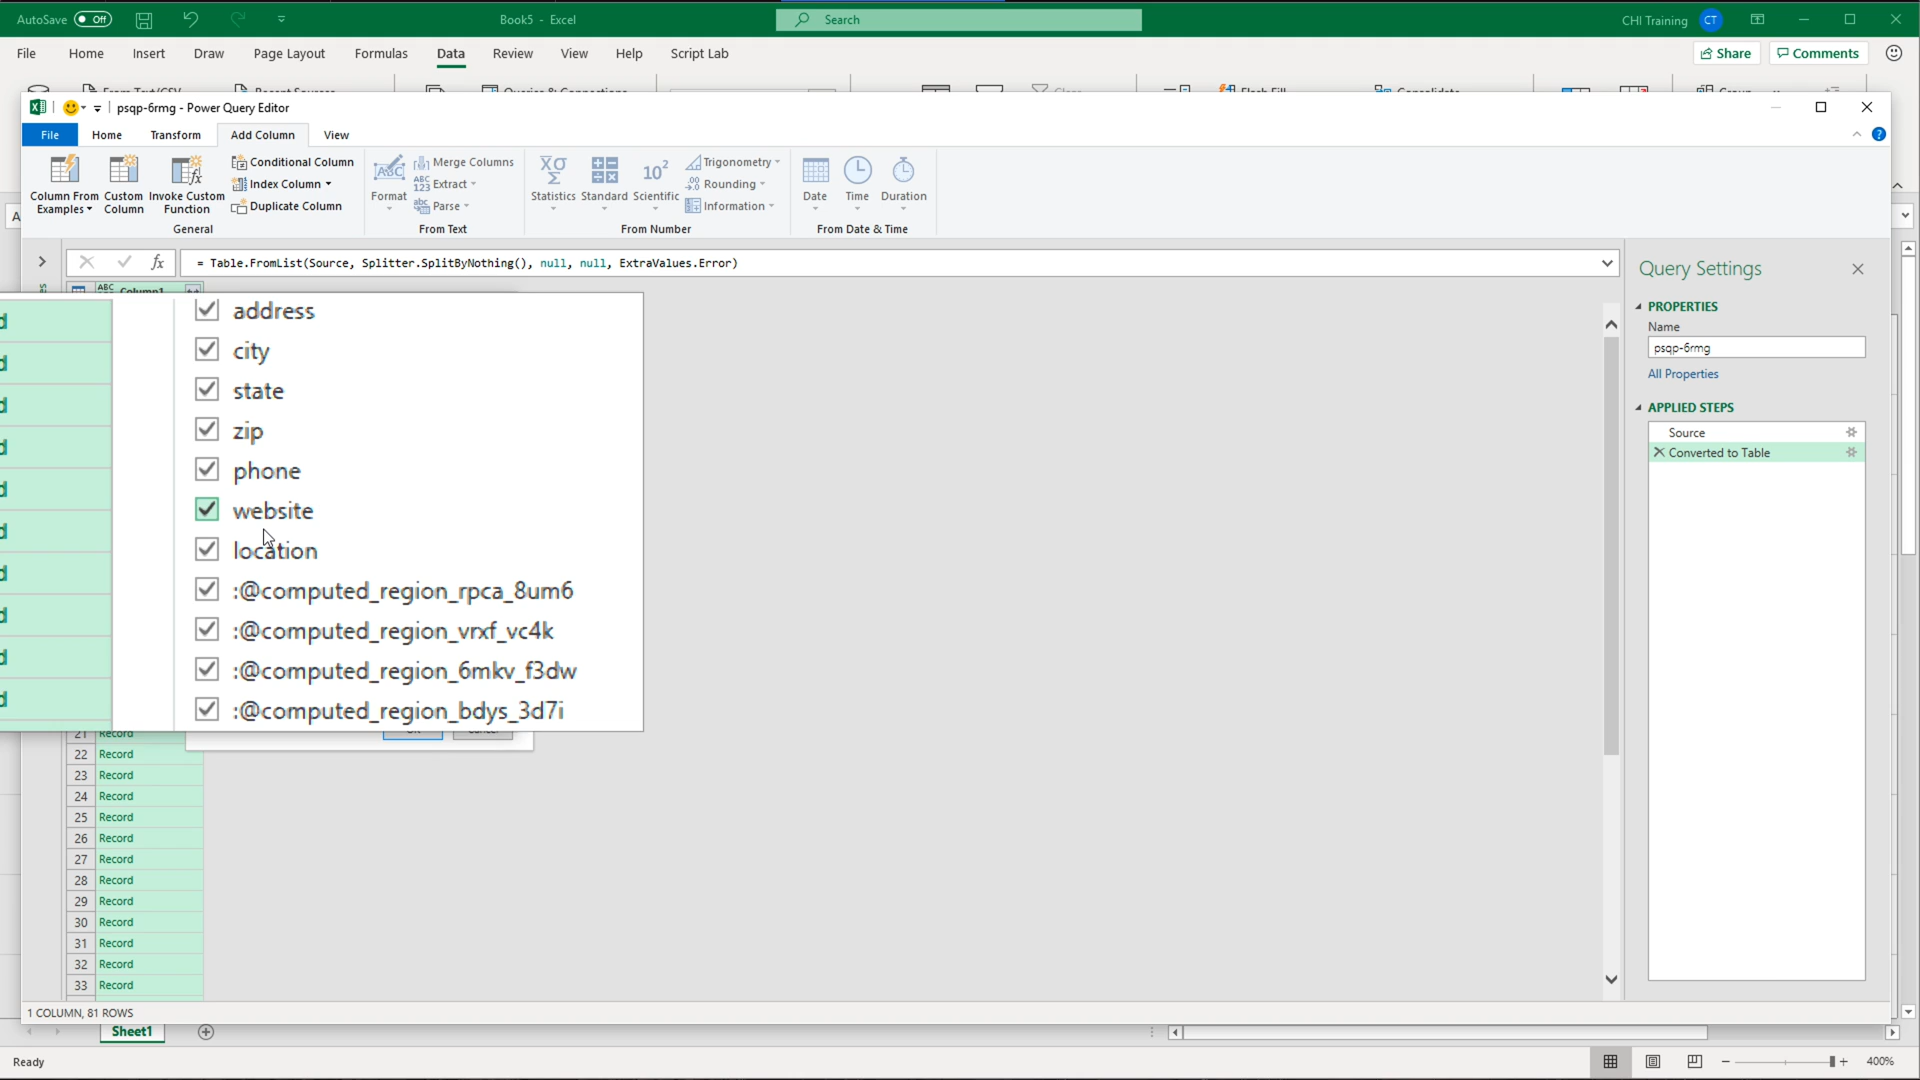 AutoSave Off Book5 - Excel Search CHI Training CT
File Home Insert Draw Page Layout Formulas Data Review View Help Script Lab Share Comments
psqp-6rmg - Power Query Editor
File Home Transform Add Column View
Column From Examples
Custom Column
Invoke Custom Function
Conditional Column
Index Column
Duplicate Column
General
Format
Merge Columns
Extract
Parse
From Text
Statistics
Standard
Scientific
Trigonometry
Rounding
Information
From Number
Date
Time
Duration
From Date & Time
= Table.FromList(Source, Splitter.SplitByNothing(), null, null, ExtraValues.Error)
Column1
address
city
state
zip
phone
website
location
:@computed_region_rpca_8um6
:@computed_region_vrxf_vc4k
:@computed_region_6mkv_f3dw
:@computed_region_bdys_3d7i
21 Record
22 Record
23 Record
24 Record
25 Record
26 Record
27 Record
28 Record
29 Record
30 Record
31 Record
32 Record
33 Record
Query Settings
PROPERTIES
Name
psqp-6rmg
All Properties
APPLIED STEPS
Source
Converted to Table
1 COLUMN, 81 ROWS
Sheet1
Ready
400%